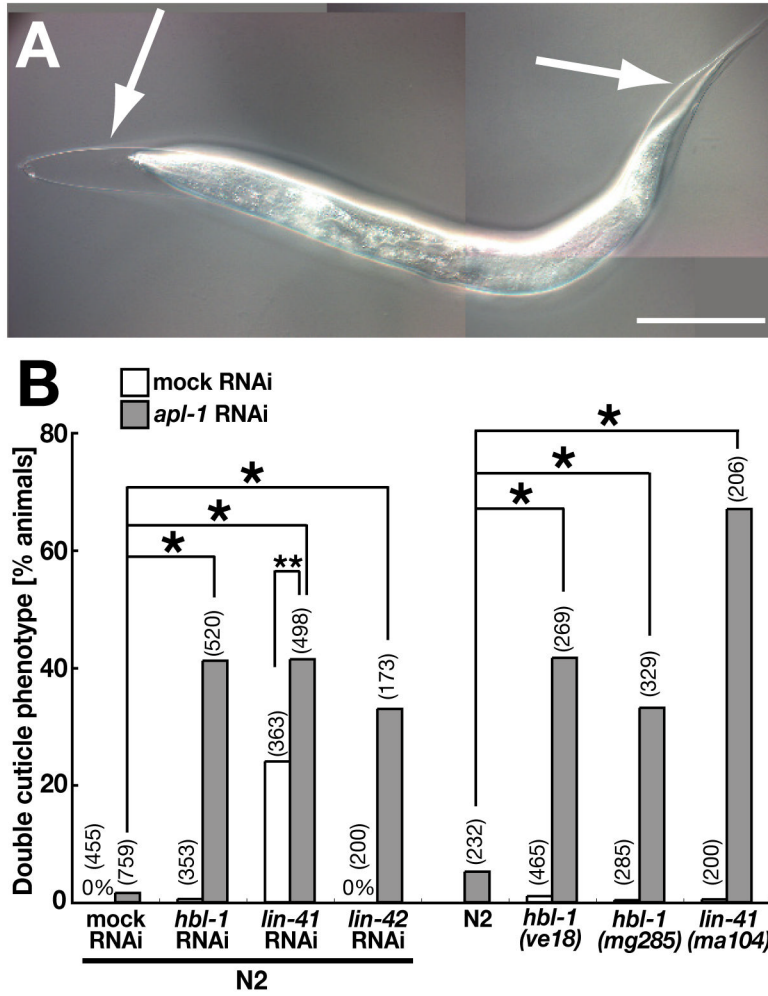 A
B
mock RNAi
apl-1 RNAi
Double cuticle phenotype [% animals]
80
60
40
20
0
*
*
*
**
*
*
*
(455)
0%
(759)
(353)
(520)
(363)
(498)
(200)
0%
(173)
(232)
(465)
(269)
(285)
(329)
(200)
(206)
mock
RNAi
hbl-1
RNAi
lin-41
RNAi
lin-42
RNAi
N2
hbl-1
(ve18)
hbl-1
(mg285)
lin-41
(ma104)
N2